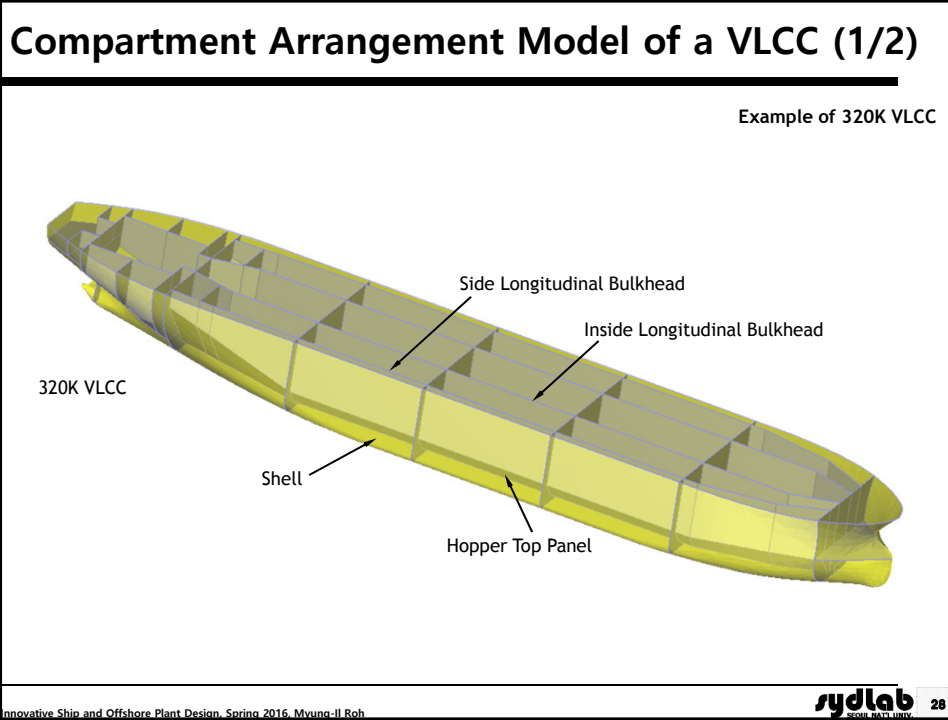 Compartment Arrangement Model of a VLCC (1/2)
Example of 320K VLCC
Side Longitudinal Bulkhead
Inside Longitudinal Bulkhead
320K VLCC
Shell
Hopper Top Panel
Innovative Ship and Offshore Plant Design, Spring 2016, Myung-Il Roh
sydlab
SEOUL NAT'L UNIV.
28